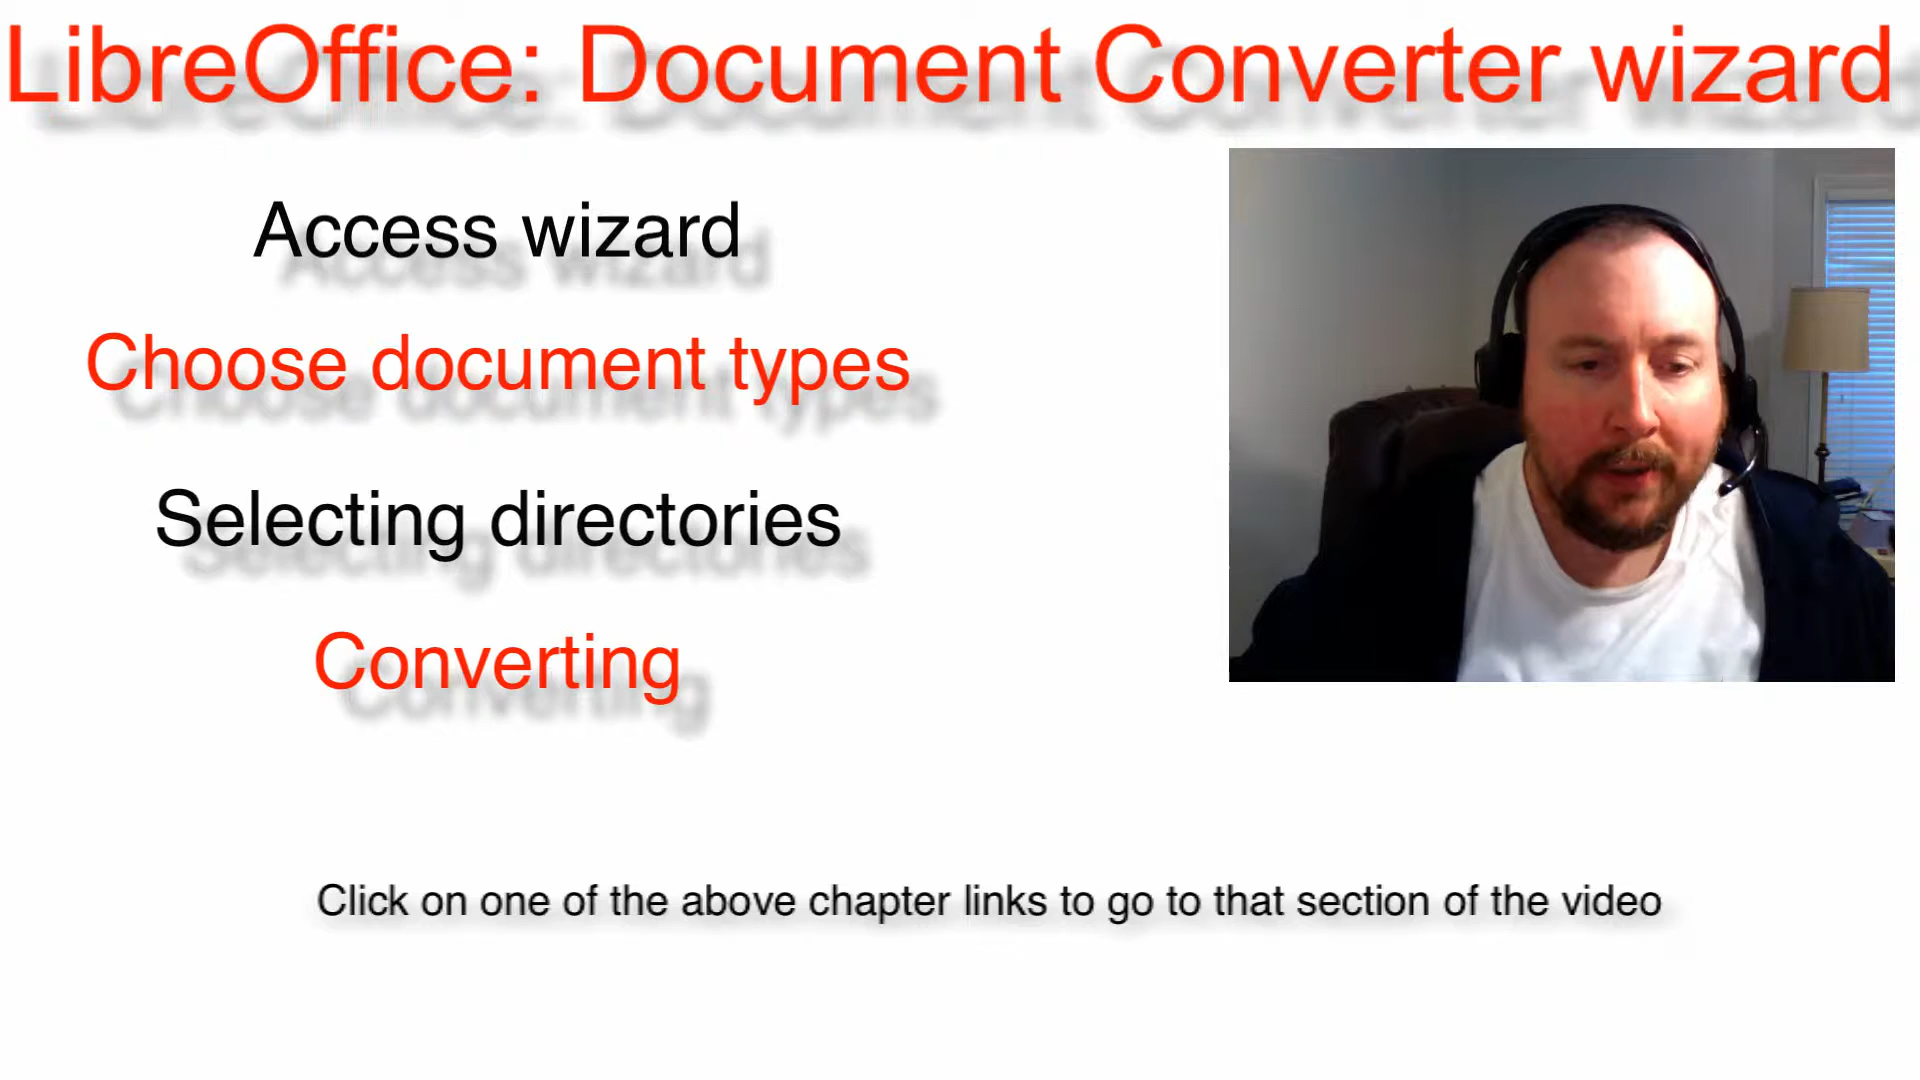 LibreOffice: Document Converter wizard
Access wizard
Choose document types
Selecting directories
Converting
Click on one of the above chapter links to go to that section of the video